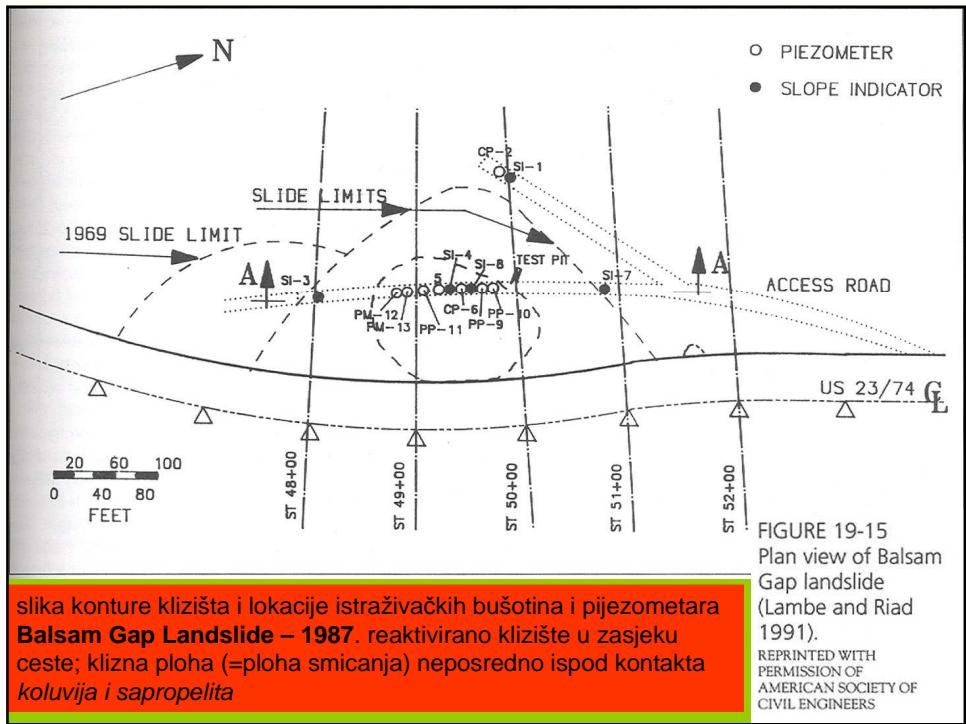 N
PIEZOMETER
SLOPE INDICATOR
CP-2
SI-1
SLIDE LIMITS
1969 SLIDE LIMIT
A
SI-3
SI-4
SI-8
TEST PIT
SI-7
A
ACCESS ROAD
5
PM-12
PM-13
PP-11
CP-6
PP-9
PP-10
US 23/74 CL
20 60 100
0 40 80
FEET
ST 48+00
ST 49+00
ST 50+00
ST 51+00
ST 52+00
FIGURE 19-15
Plan view of Balsam
Gap landslide
(Lambe and Riad
1991).
REPRINTED WITH
PERMISSION OF
AMERICAN SOCIETY OF
CIVIL ENGINEERS
slika konture klizišta i lokacije istraživačkih bušotina i pijezometara
Balsam Gap Landslide – 1987. reaktivirano klizište u zasjeku
ceste; klizna ploha (=ploha smicanja) neposredno ispod kontakta
koluvija i sapropelita